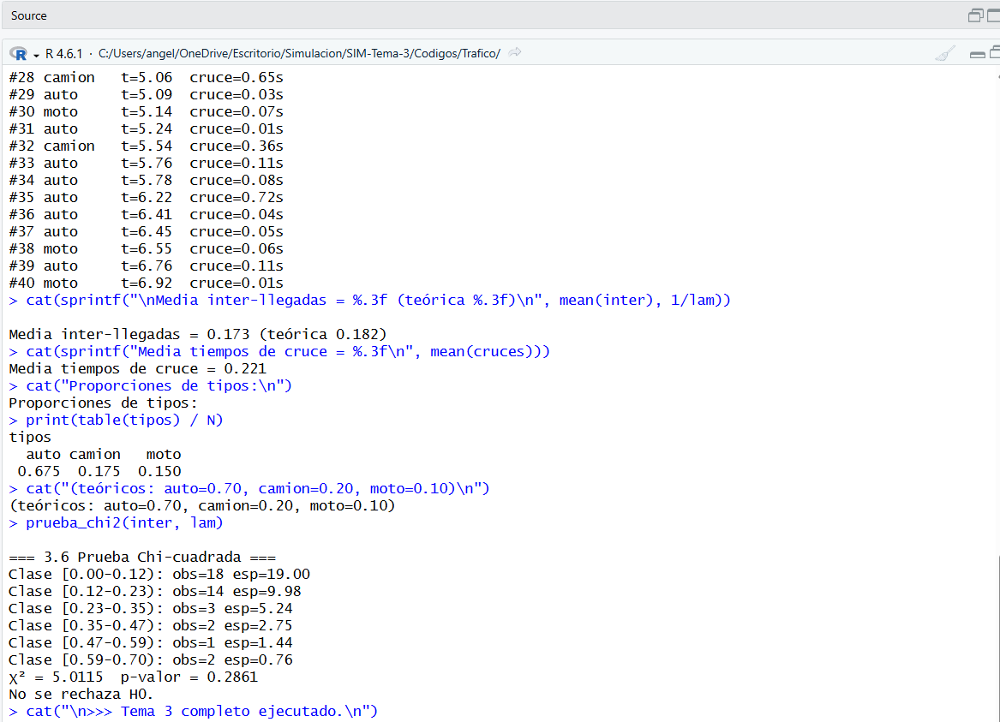 Source
R 4.6.1 · C:/Users/angel/OneDrive/Escritorio/Simulacion/SIM-Tema-3/Codigos/Trafico/
#28 camion   t=5.06  cruce=0.65s
#29 auto     t=5.09  cruce=0.03s
#30 moto     t=5.14  cruce=0.07s
#31 auto     t=5.24  cruce=0.01s
#32 camion   t=5.54  cruce=0.36s
#33 auto     t=5.76  cruce=0.11s
#34 auto     t=5.78  cruce=0.08s
#35 auto     t=6.22  cruce=0.72s
#36 auto     t=6.41  cruce=0.04s
#37 auto     t=6.45  cruce=0.05s
#38 moto     t=6.55  cruce=0.06s
#39 auto     t=6.76  cruce=0.11s
#40 moto     t=6.92  cruce=0.01s
> cat(sprintf("\nMedia inter-llegadas = %.3f (teórica %.3f)\n", mean(inter), 1/lam))
Media inter-llegadas = 0.173 (teórica 0.182)
> cat(sprintf("Media tiempos de cruce = %.3f\n", mean(cruces)))
Media tiempos de cruce = 0.221
> cat("Proporciones de tipos:\n")
Proporciones de tipos:
> print(table(tipos) / N)
tipos
  auto camion   moto
 0.675  0.175  0.150
> cat("(teóricos: auto=0.70, camion=0.20, moto=0.10)\n")
(teóricos: auto=0.70, camion=0.20, moto=0.10)
> prueba_chi2(inter, lam)
=== 3.6 Prueba Chi-cuadrada ===
Clase [0.00-0.12): obs=18 esp=19.00
Clase [0.12-0.23): obs=14 esp=9.98
Clase [0.23-0.35): obs=3 esp=5.24
Clase [0.35-0.47): obs=2 esp=2.75
Clase [0.47-0.59): obs=1 esp=1.44
Clase [0.59-0.70): obs=2 esp=0.76
χ² = 5.0115  p-valor = 0.2861
No se rechaza H0.
> cat("\n>>> Tema 3 completo ejecutado.\n")